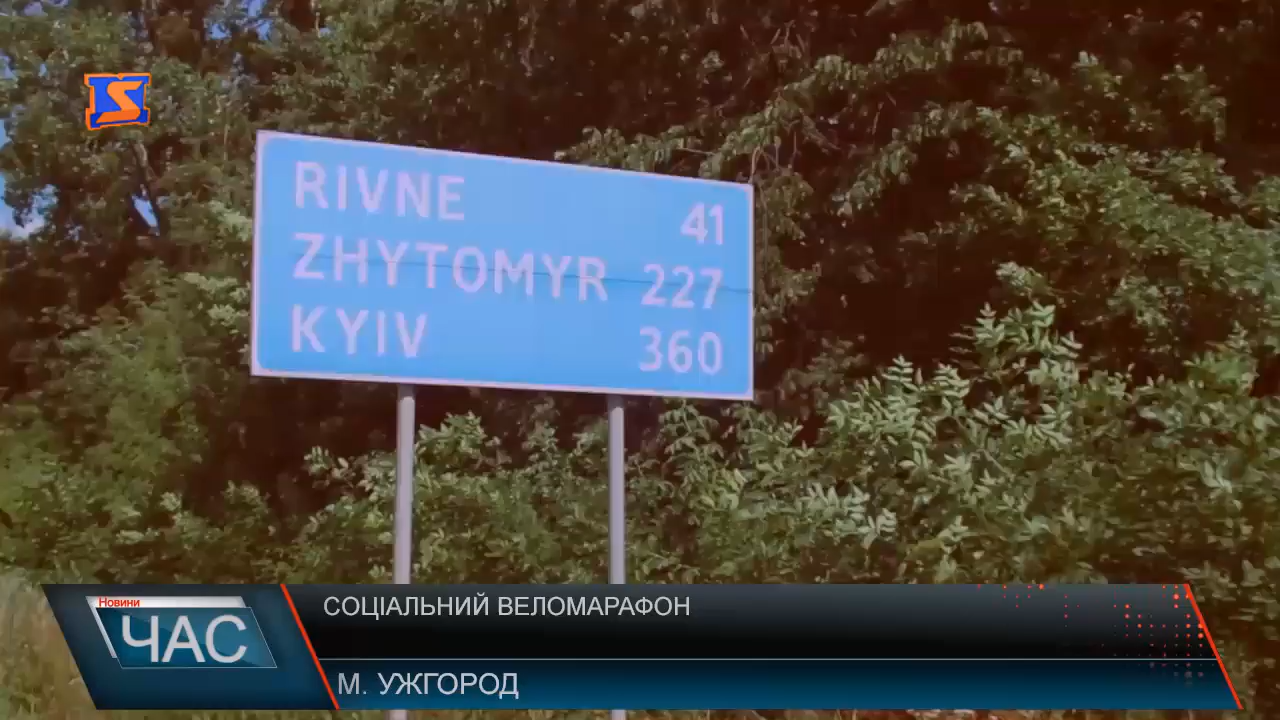 RIVNE 41
ZHYTOMYR 227
KYIV 360
Новини
ЧАС
СОЦІАЛЬНИЙ ВЕЛОМАРАФОН
М. УЖГОРОД